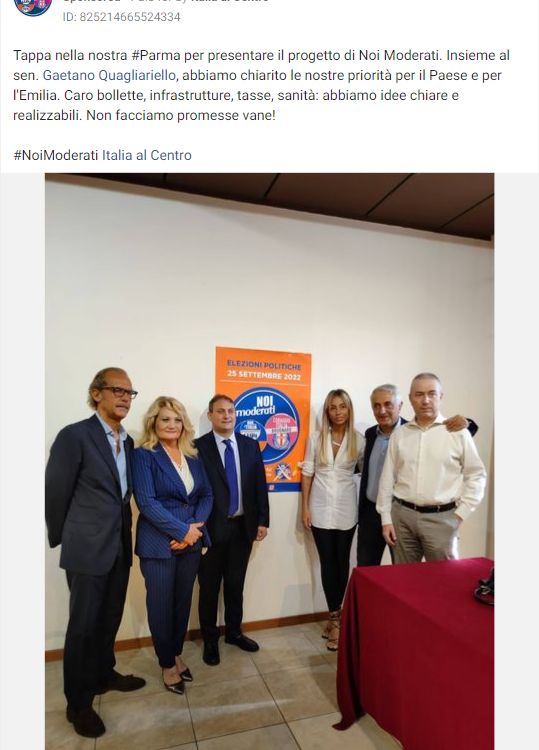 Sponsored · Paid for by Italia al Centro
ID: 825214665524334
Tappa nella nostra #Parma per presentare il progetto di Noi Moderati. Insieme al
sen. Gaetano Quagliariello, abbiamo chiarito le nostre priorità per il Paese e per
l'Emilia. Caro bollette, infrastrutture, tasse, sanità: abbiamo idee chiare e
realizzabili. Non facciamo promesse vane!
#NoiModerati Italia al Centro
ELEZIONI POLITICHE
25 SETTEMBRE 2022
NOI
moderati